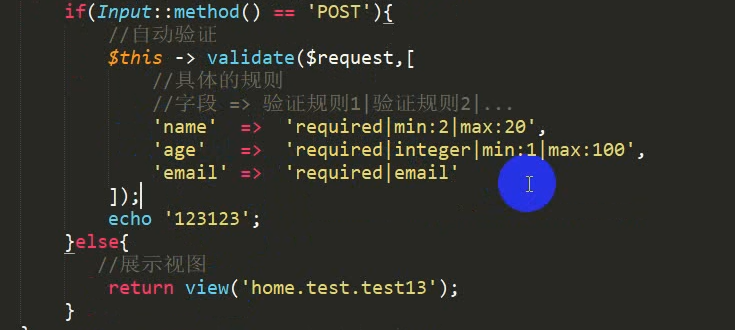 if(Input::method() == 'POST'){
//自动验证
$this -> validate($request,[
//具体的规则
//字段 => 验证规则1|验证规则2|...
'name' => 'required|min:2|max:20',
'age' => 'required|integer|min:1|max:100',
'email' => 'required|email'
]);
echo '123123';
}else{
//展示视图
return view('home.test.test13');
}